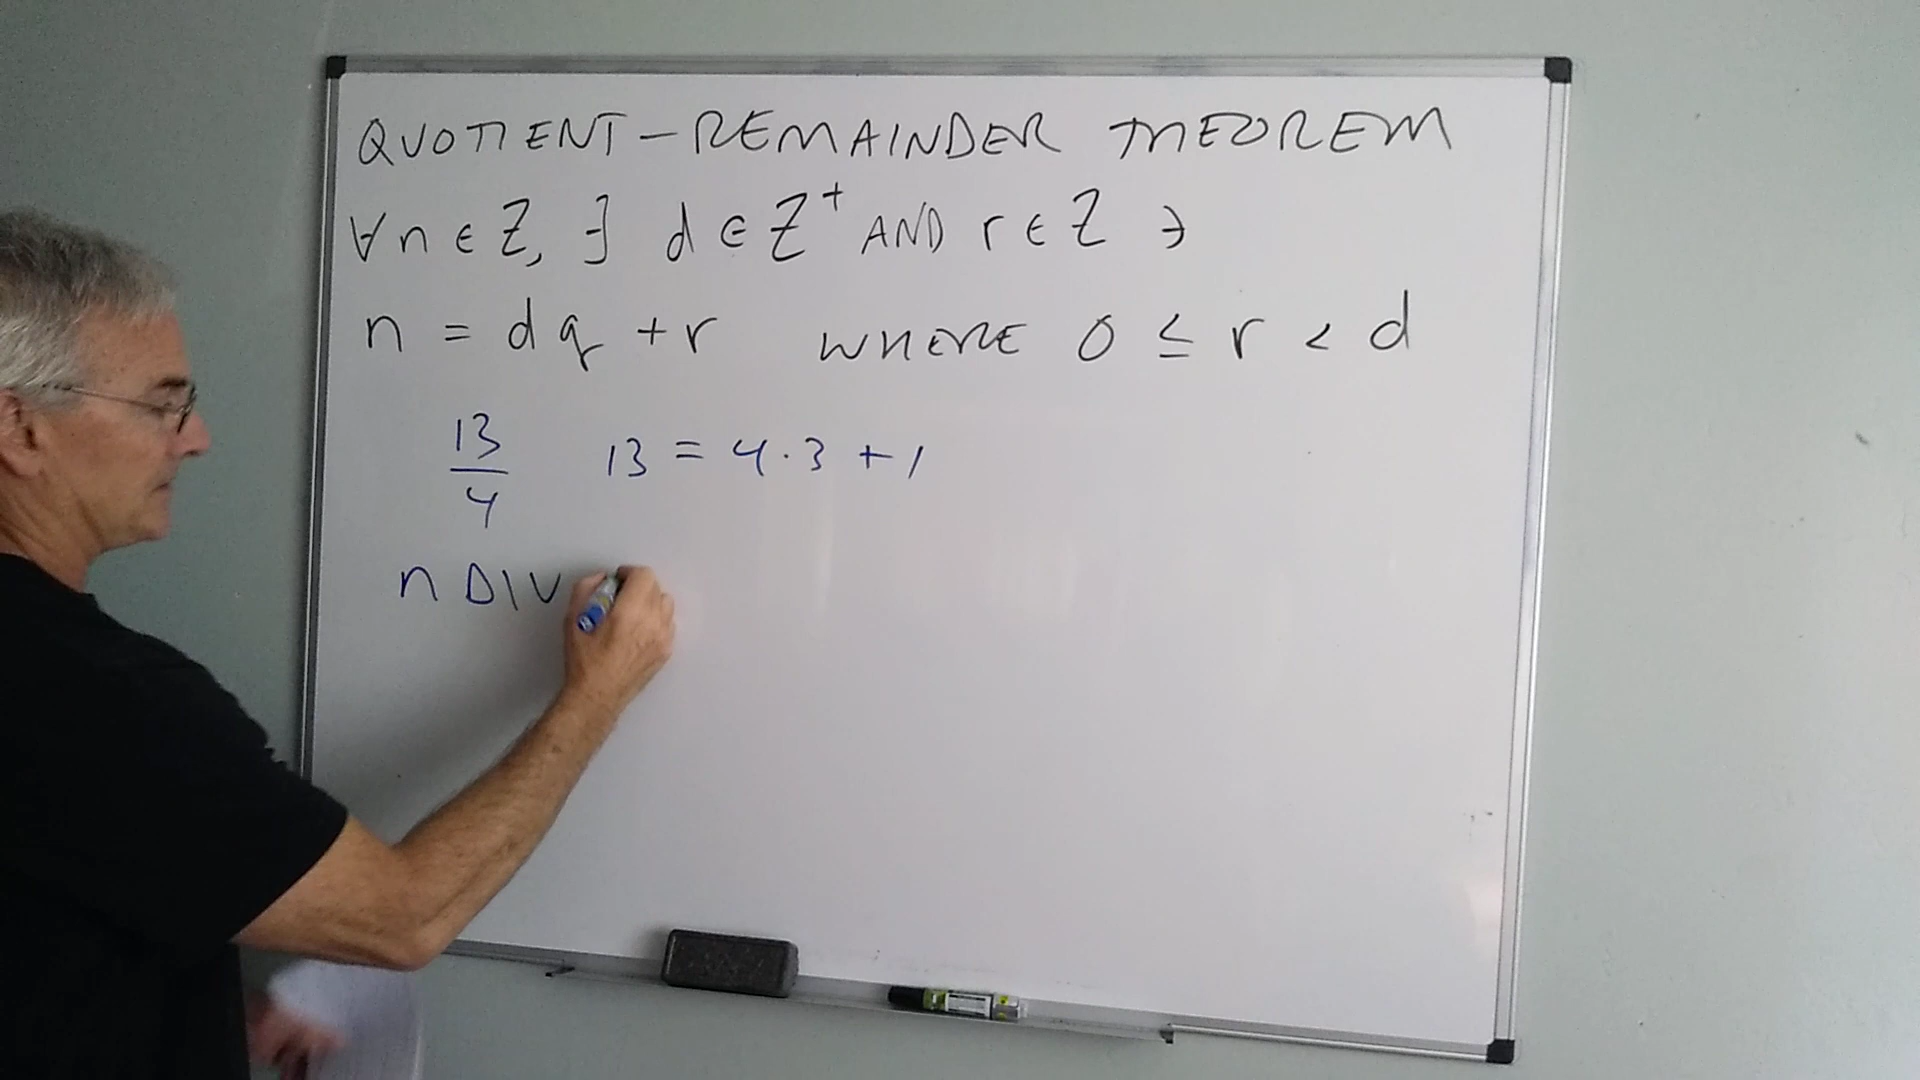 QUOTIENT-REMAINDER THEOREM
∀n∈Z, ∃ d∈Z⁺ AND r∈Z ∋
n = dq + r WHERE 0 ≤ r < d
13/4 13 = 4·3 + 1
n DIV